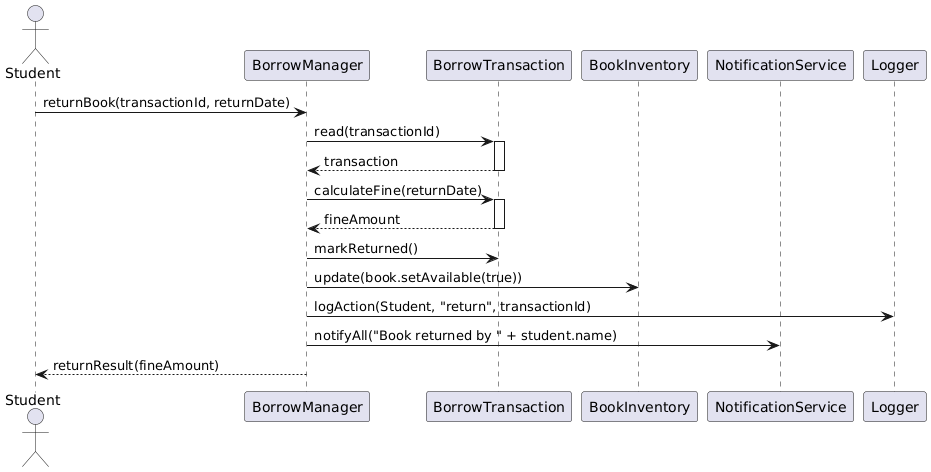 Student
BorrowManager
BorrowTransaction
BookInventory
NotificationService
Logger
returnBook(transactionId, returnDate)
read(transactionId)
transaction
calculateFine(returnDate)
fineAmount
markReturned()
update(book.setAvailable(true))
logAction(Student, "return", transactionId)
notifyAll("Book returned by " + student.name)
returnResult(fineAmount)
Student
BorrowManager
BorrowTransaction
BookInventory
NotificationService
Logger